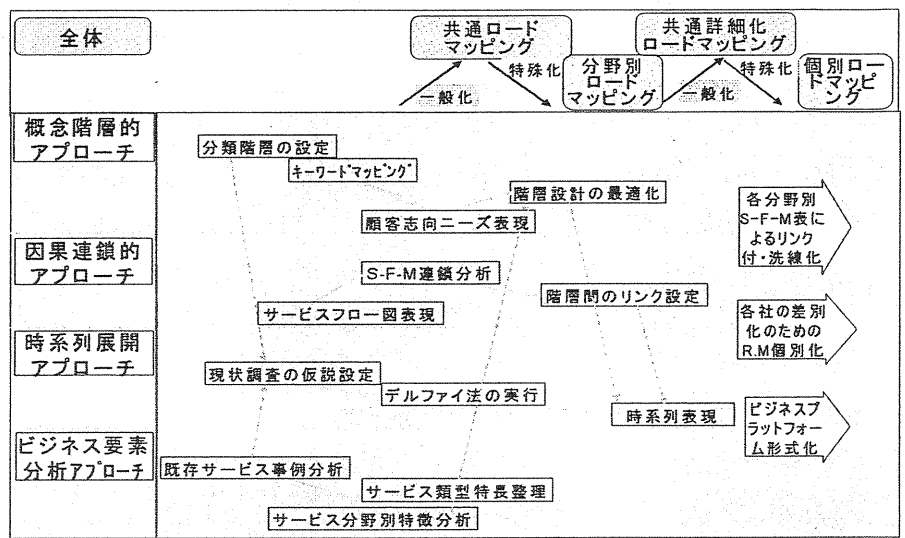 全体
共通ロード
マッピング
共通詳細化
ロードマッピング
一般化
特殊化
分野別
ロード
マッピング
一般化
特殊化
個別ロー
ドマッピ
ング
概念階層的
アプローチ
分類階層の設定
キーワードマッピング
階層設計の最適化
顧客志向ニーズ表現
各分野別
S-F-M表に
よるリンク
付・洗練化
因果連鎖的
アプローチ
S-F-M連鎖分析
階層間のリンク設定
サービスフロー図表現
各社の差別
化のための
R.M個別化
時系列展開
アプローチ
現状調査の仮説設定
デルファイ法の実行
時系列表現
ビジネスプ
ラットフォー
ム形式化
ビジネス要素
分析アプローチ
既存サービス事例分析
サービス類型特長整理
サービス分野別特徴分析